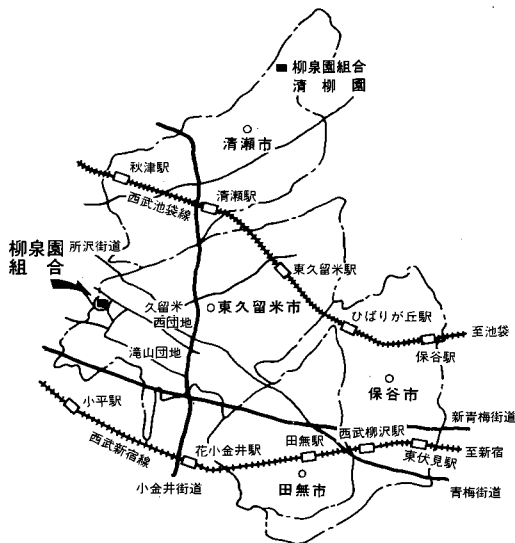 柳泉園組合
清柳園
清瀬市
秋津駅
清瀬駅
西武池袋線
所沢街道
柳泉園
組合
東久留米駅
久留米
西団地
東久留米市
ひばりが丘駅
至池袋
保谷駅
滝山団地
保谷市
小平駅
新青梅街道
西武新宿線
花小金井駅
田無駅
西武柳沢駅
東伏見駅
至新宿
小金井街道
田無市
青梅街道